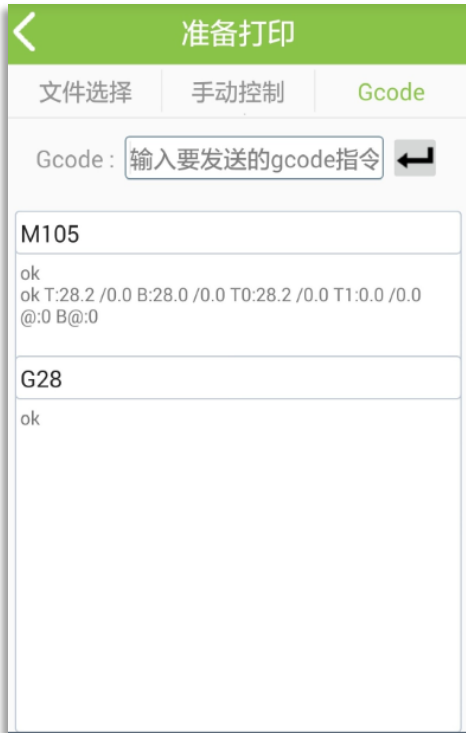 准备打印
文件选择 手动控制 Gcode
Gcode : 输入要发送的gcode指令
M105
ok
ok T:28.2 /0.0 B:28.0 /0.0 T0:28.2 /0.0 T1:0.0 /0.0
@:0 B@:0
G28
ok